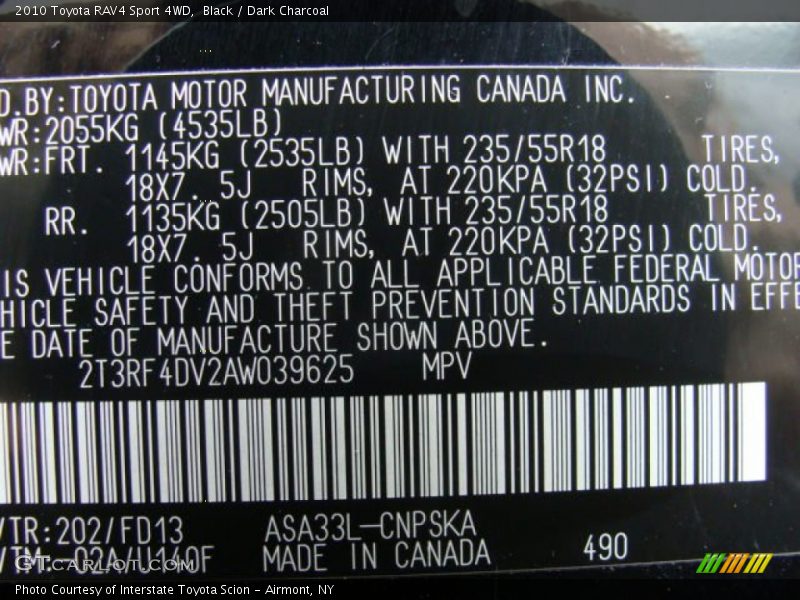 2010 Toyota RAV4 Sport 4WD, Black / Dark Charcoal
D.BY:TOYOTA MOTOR MANUFACTURING CANADA INC.
WR:2055KG (4535LB)
WR:FRT. 1145KG (2535LB) WITH 235/55R18 TIRES,
18X7.5J RIMS, AT 220KPA (32PSI) COLD.
RR. 1135KG (2505LB) WITH 235/55R18 TIRES,
18X7.5J RIMS, AT 220KPA (32PSI) COLD.
IS VEHICLE CONFORMS TO ALL APPLICABLE FEDERAL MOTOR
HICLE SAFETY AND THEFT PREVENTION STANDARDS IN EFFE
E DATE OF MANUFACTURE SHOWN ABOVE.
2T3RF4DV2AW039625 MPV
/TR:202/FD13 ASA33L-CNPSKA
/TM:-02A/U140F MADE IN CANADA 490
GTCARLOT.COM
Photo Courtesy of Interstate Toyota Scion - Airmont, NY